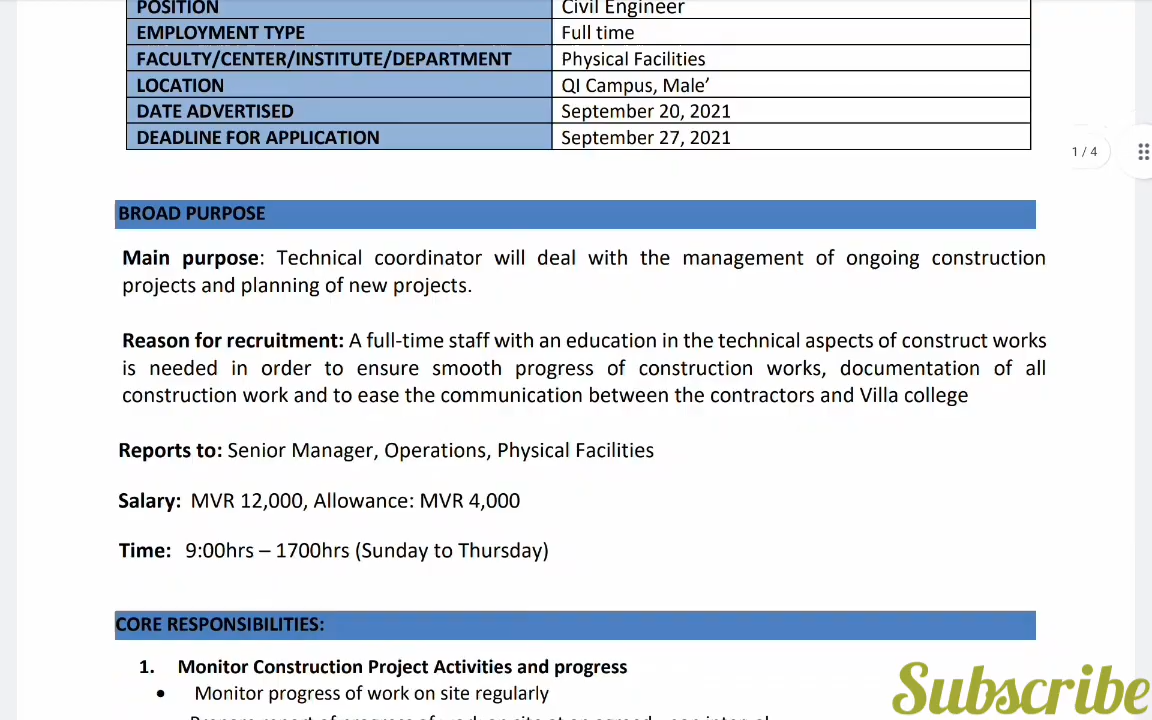 POSITION Civil Engineer
EMPLOYMENT TYPE Full time
FACULTY/CENTER/INSTITUTE/DEPARTMENT Physical Facilities
LOCATION QI Campus, Male’
DATE ADVERTISED September 20, 2021
DEADLINE FOR APPLICATION September 27, 2021
1 / 4
BROAD PURPOSE
Main purpose: Technical coordinator will deal with the management of ongoing construction
projects and planning of new projects.
Reason for recruitment: A full-time staff with an education in the technical aspects of construct works
is needed in order to ensure smooth progress of construction works, documentation of all
construction work and to ease the communication between the contractors and Villa college
Reports to: Senior Manager, Operations, Physical Facilities
Salary: MVR 12,000, Allowance: MVR 4,000
Time: 9:00hrs – 1700hrs (Sunday to Thursday)
CORE RESPONSIBILITIES:
1. Monitor Construction Project Activities and progress
• Monitor progress of work on site regularly
Subscribe